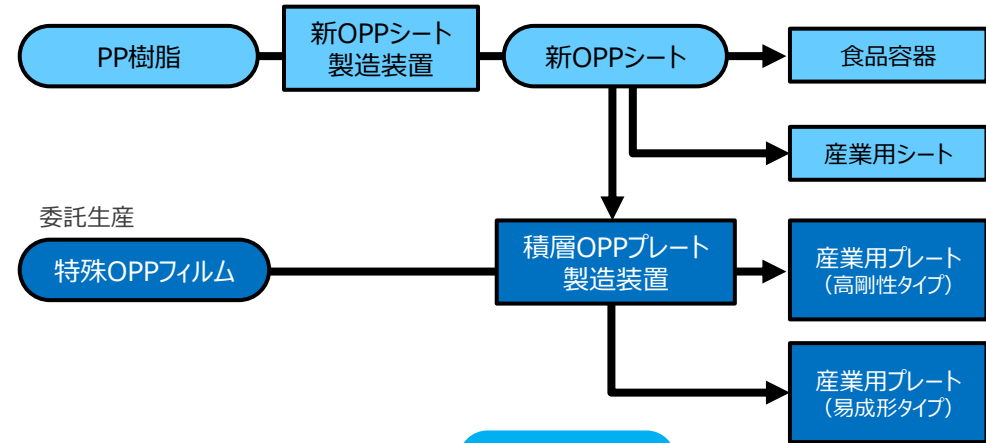 PP樹脂
新OPPシート
製造装置
新OPPシート
食品容器
産業用シート
委託生産
特殊OPPフィルム
積層OPPプレート
製造装置
産業用プレート
（高剛性タイプ）
産業用プレート
（易成形タイプ）